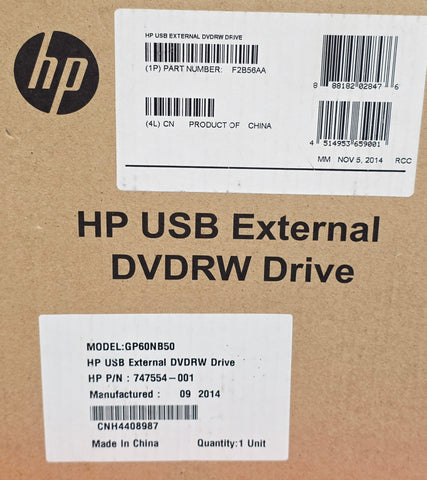 hp
HP USB EXTERNAL DVDRW DRIVE
(1P) PART NUMBER: F2B56AA
8 88182 02847 6
(4L) CN PRODUCT OF CHINA
4 514953 659001
MM NOV 5, 2014 RCC
HP USB External
DVDRW Drive
MODEL:GP60NB50
HP USB External DVDRW Drive
HP P/N : 747554-001
Manufactured : 09 2014
CNH4408987
Made In China Quantity:1 Unit